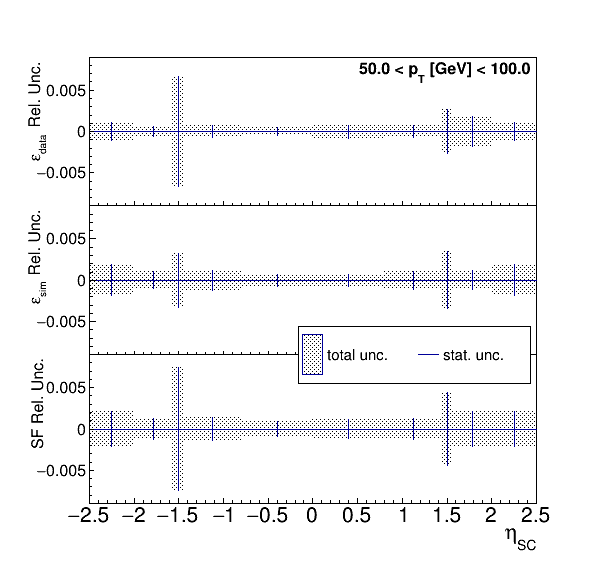 50.0 < p_T [GeV] < 100.0
ε_data Rel. Unc.
0.005
0
−0.005
ε_sim Rel. Unc.
0.005
0
−0.005
total unc.
stat. unc.
SF Rel. Unc.
0.005
0
−0.005
−2.5 −2 −1.5 −1 −0.5 0 0.5 1 1.5 2 2.5
η_SC